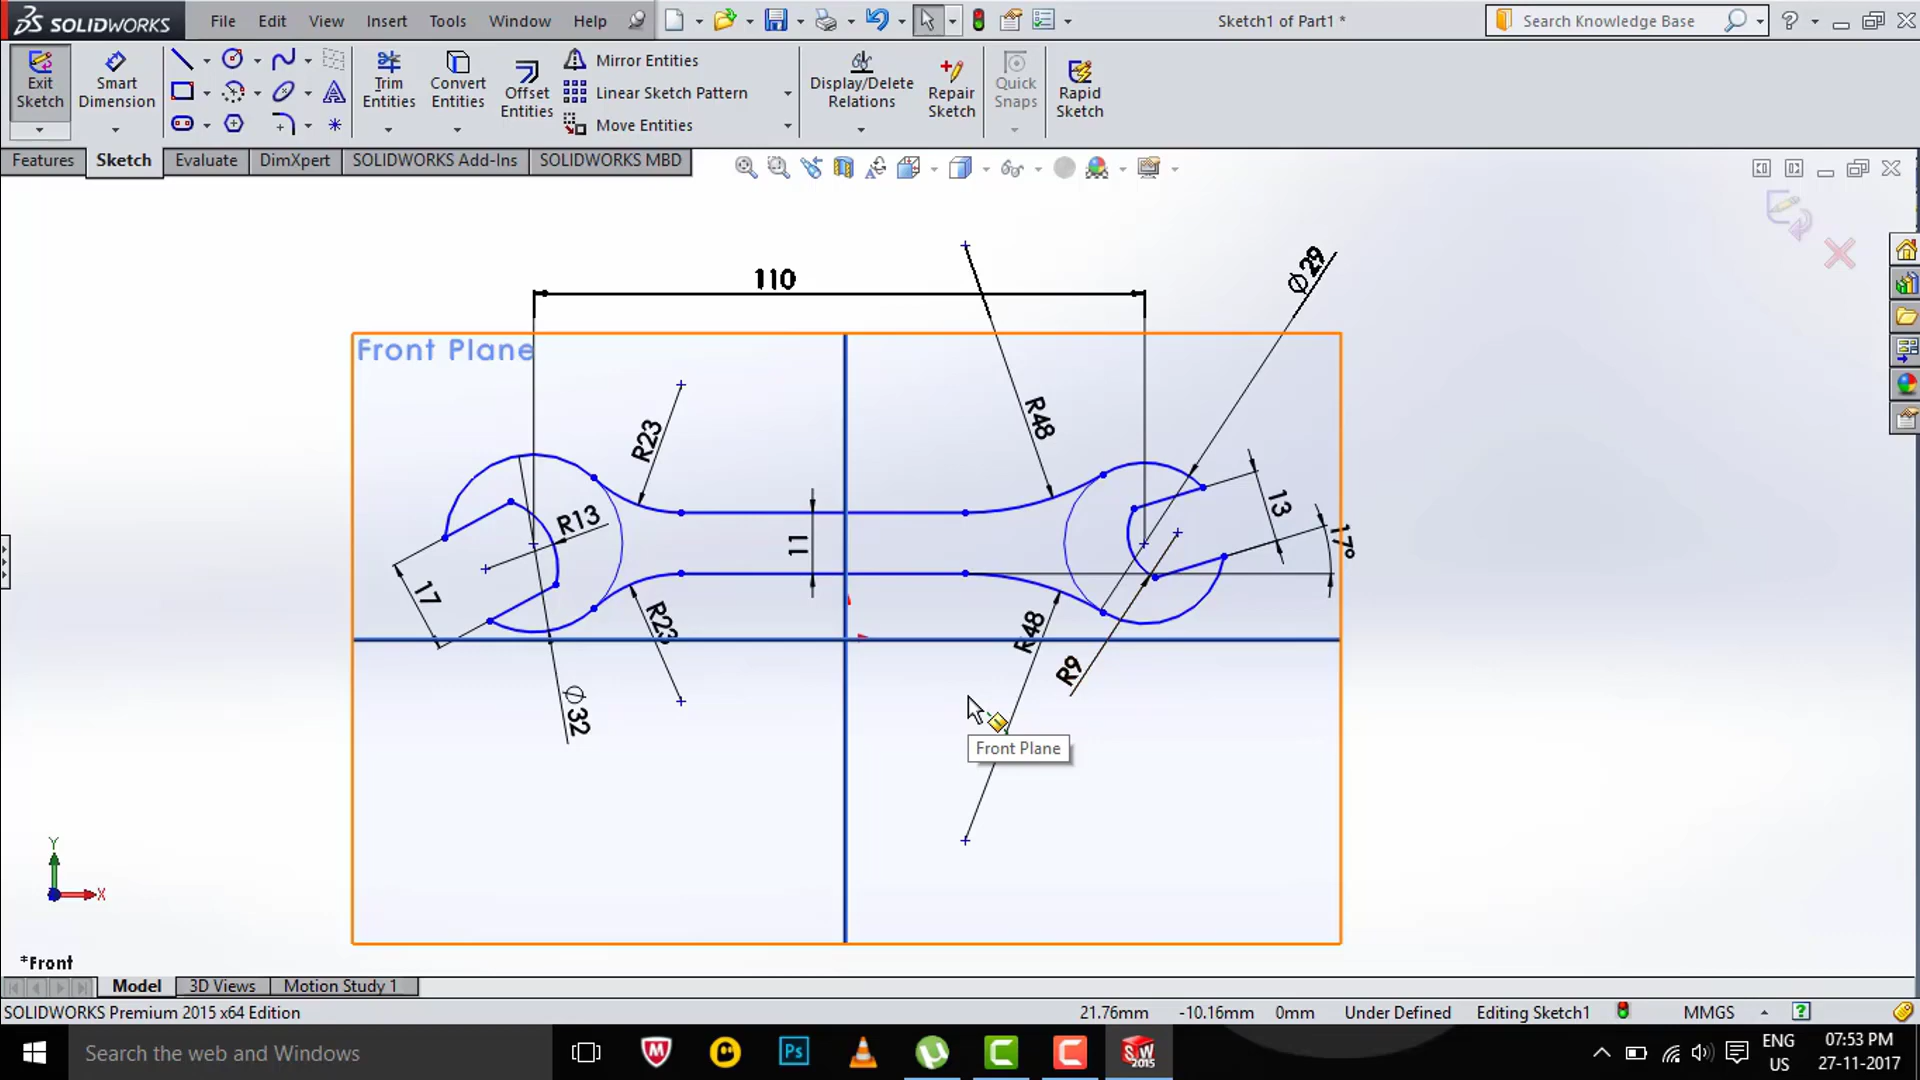 SOLIDWORKS
File Edit View Insert Tools Window Help
Sketch1 of Part1 *
Search Knowledge Base
Exit Sketch
Smart Dimension
Trim Entities
Convert Entities
Offset Entities
Mirror Entities
Linear Sketch Pattern
Move Entities
Display/Delete Relations
Repair Sketch
Quick Snaps
Rapid Sketch
Features Sketch Evaluate DimXpert SOLIDWORKS Add-Ins SOLIDWORKS MBD
110
∅29
Front Plane
R23
R48
R13
11
13
17°
17
R23
R48
R9
∅32
Front Plane
Y
X
*Front
Model 3D Views Motion Study 1
SOLIDWORKS Premium 2015 x64 Edition
21.76mm -10.16mm 0mm Under Defined Editing Sketch1 MMGS
Search the web and Windows
Ps
SW 2015
ENG
US
07:53 PM
27-11-2017